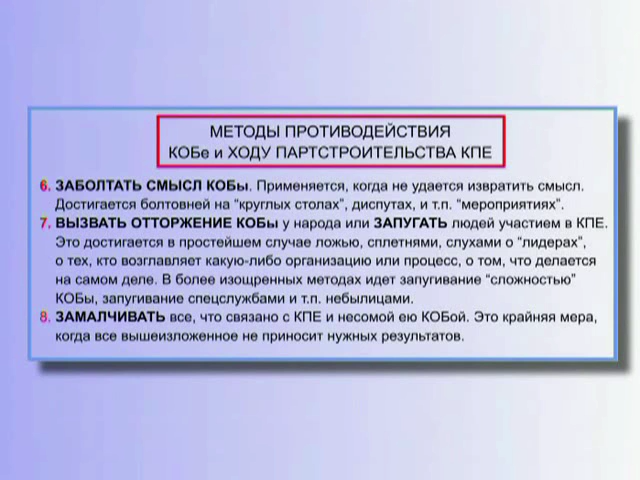 МЕТОДЫ ПРОТИВОДЕЙСТВИЯ
КОБе и ХОДУ ПАРТСТРОИТЕЛЬСТВА КПЕ
6. ЗАБОЛТАТЬ СМЫСЛ КОБы. Применяется, когда не удается извратить смысл.
Достигается болтовней на “круглых столах”, диспутах, и т.п. “мероприятиях”.
7. ВЫЗВАТЬ ОТТОРЖЕНИЕ КОБы у народа или ЗАПУГАТЬ людей участием в КПЕ.
Это достигается в простейшем случае ложью, сплетнями, слухами о “лидерах”,
о тех, кто возглавляет какую-либо организацию или процесс, о том, что делается
на самом деле. В более изощренных методах идет запугивание “сложностью”
КОБы, запугивание спецслужбами и т.п. небылицами.
8. ЗАМАЛЧИВАТЬ все, что связано с КПЕ и несомой ею КОБой. Это крайняя мера,
когда все вышеизложенное не приносит нужных результатов.